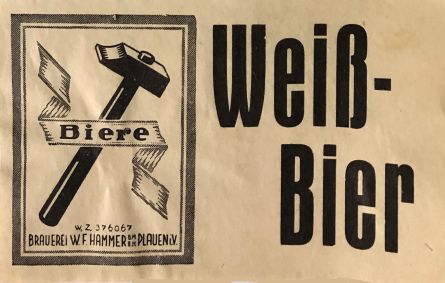 Biere
W. Z. 376067
BRAUEREI W. F. HAMMER G.M.B.H. PLAUEN i.V.
Weiß-
Bier